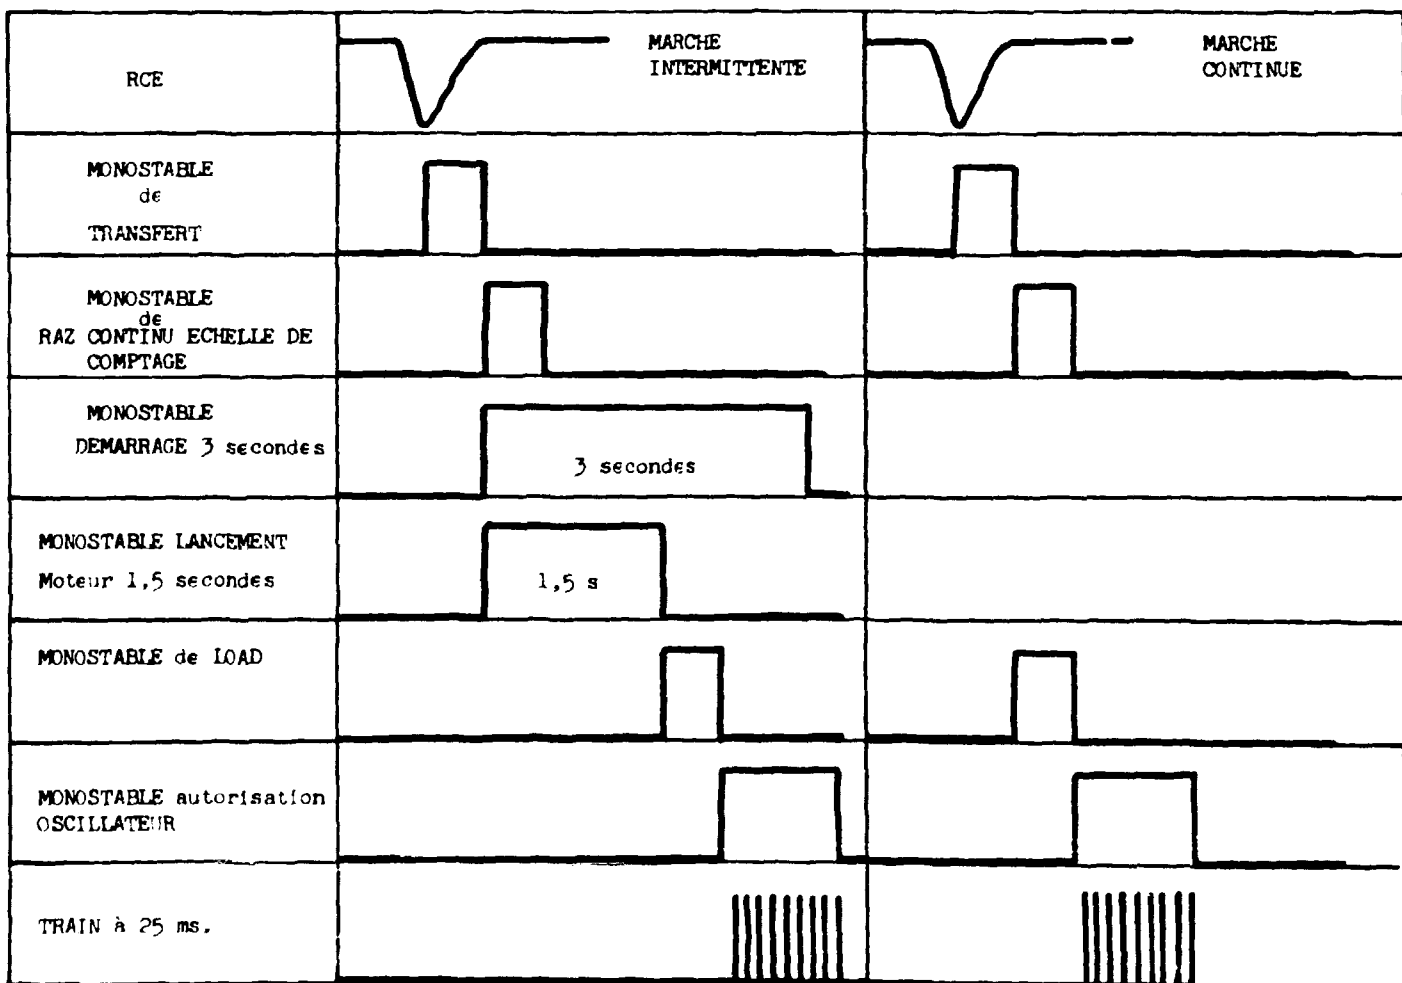 RCE
MARCHE
INTERMITTENTE
MARCHE
CONTINUE
MONOSTABLE
de
TRANSFERT
MONOSTABLE
de
RAZ CONTINU ECHELLE DE
COMPTAGE
MONOSTABLE
DEMARRAGE 3 secondes
3 secondes
MONOSTABLE LANCEMENT
Moteur 1,5 secondes
1,5 s
MONOSTABLE de LOAD
MONOSTABLE autorisation
OSCILLATEUR
TRAIN à 25 ms.